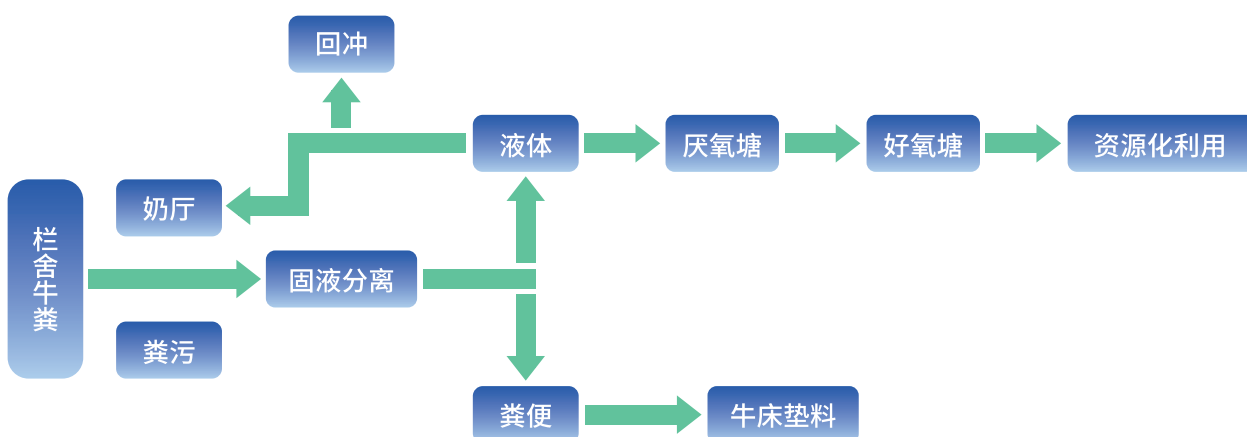 回冲
液体
厌氧塘
好氧塘
资源化利用
奶厅
栏舍牛粪
固液分离
粪污
粪便
牛床垫料